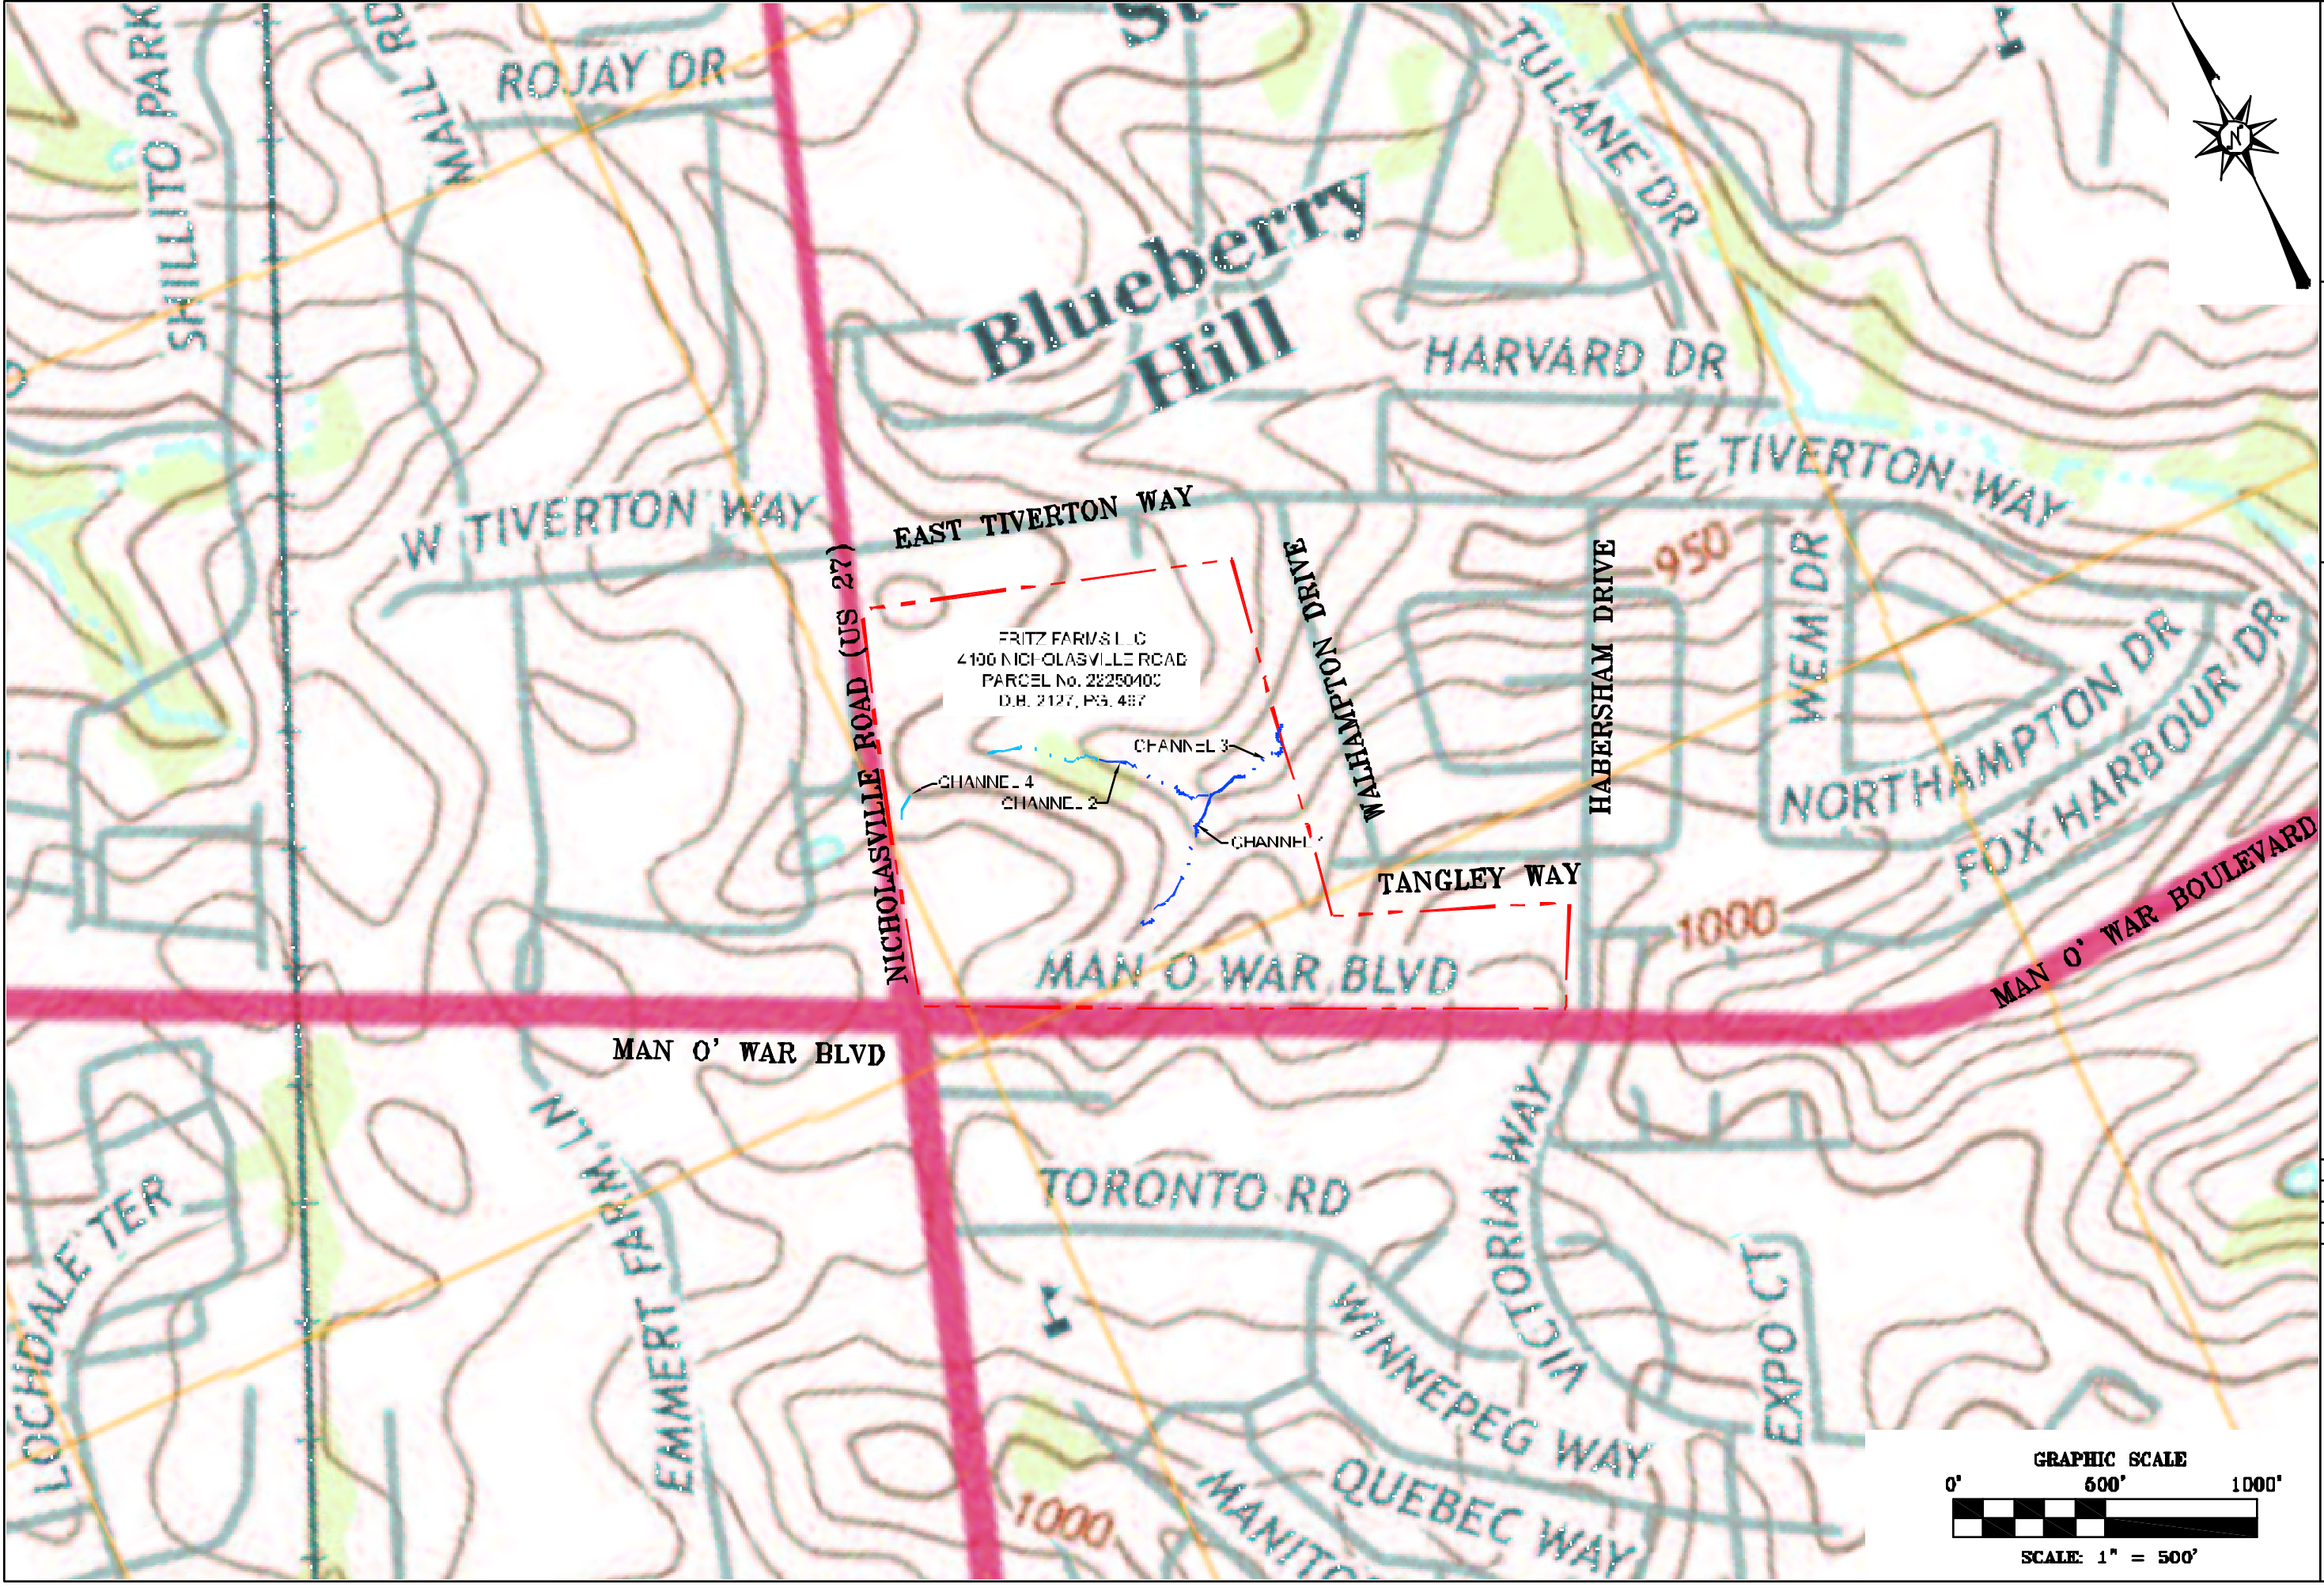 SHILLITO PARK
MALL RD
ROJAY DR
TULANE DR
N
Blueberry
Hill
HARVARD DR
E TIVERTON WAY
W TIVERTON WAY
EAST TIVERTON WAY
NICHOLASVILLE ROAD (US 27)
FRITZ FARMS LLC
4100 NICHOLASVILLE ROAD
PARCEL No. 22250400
D.B. 2127, PG. 487
WALHAMPTON DRIVE
HABERSHAM DRIVE
950
WEM DR
NORTHAMPTON DR
FOX HARBOUR DR
CHANNEL 3
CHANNEL 4
CHANNEL 2
CHANNEL
TANGLEY WAY
1000
MAN O WAR BLVD
MAN O' WAR BOULEVARD
MAN O' WAR BLVD
EMMERT FARM LN
LOCHDALE TER
TORONTO RD
VICTORIA WAY
WINNEPEG WAY
EXPO CT
QUEBEC WAY
1000
GRAPHIC SCALE
0' 500' 1000'
SCALE: 1" = 500'